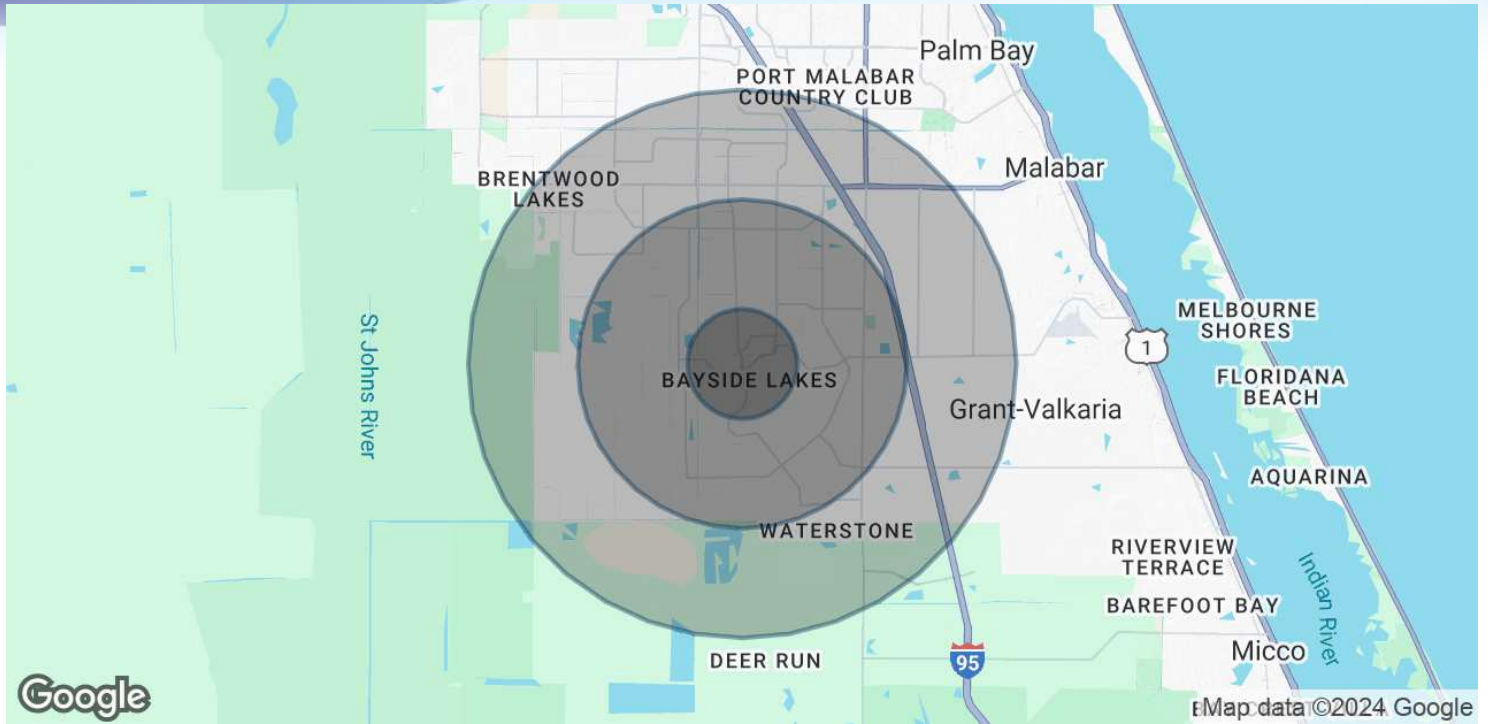 Palm Bay
PORT MALABAR
COUNTRY CLUB
Malabar
BRENTWOOD
LAKES
St Johns River
MELBOURNE
SHORES
1
BAYSIDE LAKES
FLORIDANA
BEACH
Grant-Valkaria
AQUARINA
WATERSTONE
RIVERVIEW
TERRACE
Indian River
BAREFOOT BAY
Micco
DEER RUN
95
Google
Map data ©2024 Google